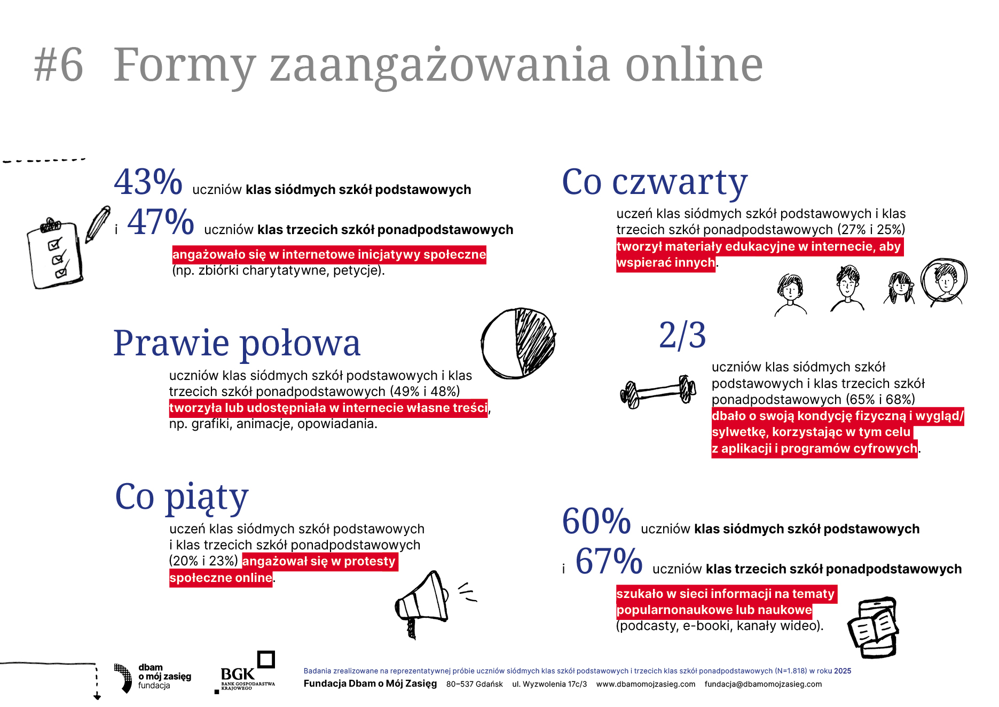 #6 Formy zaangażowania online
43% uczniów klas siódmych szkół podstawowych
i 47% uczniów klas trzecich szkół ponadpodstawowych
angażowało się w internetowe inicjatywy społeczne
(np. zbiórki charytatywne, petycje).
Prawie połowa
uczniów klas siódmych szkół podstawowych i klas
trzecich szkół ponadpodstawowych (49% i 48%)
tworzyła lub udostępniała w internecie własne treści,
np. grafiki, animacje, opowiadania.
Co piąty
uczeń klas siódmych szkół podstawowych
i klas trzecich szkół ponadpodstawowych
(20% i 23%) angażował się w protesty
społeczne online.
Co czwarty
uczeń klas siódmych szkół podstawowych i klas
trzecich szkół ponadpodstawowych (27% i 25%)
tworzył materiały edukacyjne w internecie, aby
wspierać innych.
2/3
uczniów klas siódmych szkół
podstawowych i klas trzecich szkół
ponadpodstawowych (65% i 68%)
dbało o swoją kondycję fizyczną i wygląd/
sylwetkę, korzystając w tym celu
z aplikacji i programów cyfrowych.
60% uczniów klas siódmych szkół podstawowych
i 67% uczniów klas trzecich szkół ponadpodstawowych
szukało w sieci informacji na tematy
popularnonaukowe lub naukowe
(podcasty, e-booki, kanały wideo).
dbam
o mój zasięg
fundacja
BGK
BANK GOSPODARSTWA
KRAJOWEGO
Badania zrealizowane na reprezentatywnej próbie uczniów siódmych klas szkół podstawowych i trzecich klas szkół ponadpodstawowych (N=1.818) w roku 2025
Fundacja Dbam o Mój Zasięg 80–537 Gdańsk ul. Wyzwolenia 17c/3 www.dbamomojzasieg.com fundacja@dbamomojzasieg.com